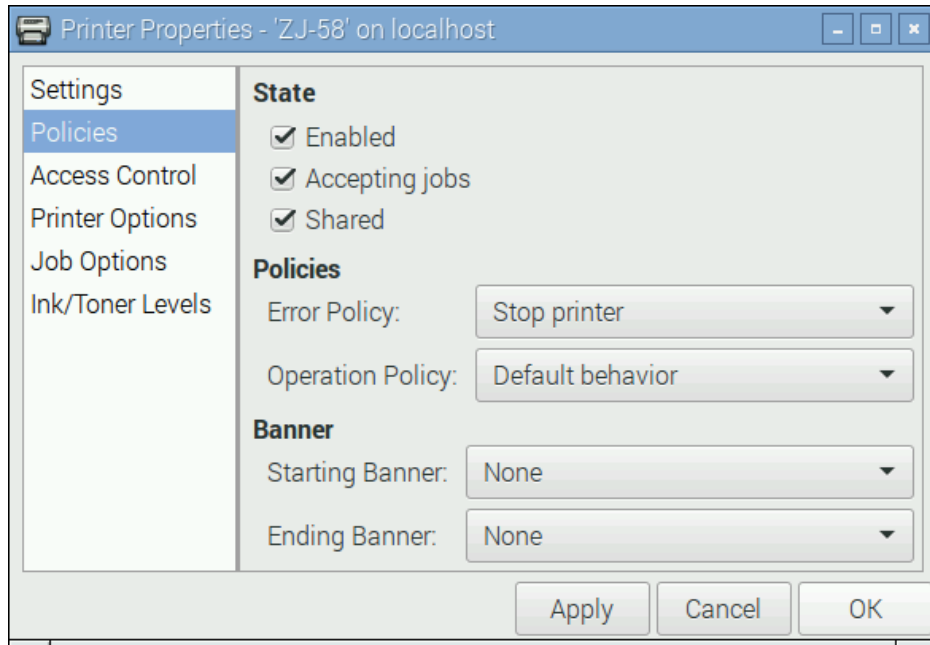 Printer Properties - 'ZJ-58' on localhost
Settings
Policies
Access Control
Printer Options
Job Options
Ink/Toner Levels
State
Enabled
Accepting jobs
Shared
Policies
Error Policy: Stop printer
Operation Policy: Default behavior
Banner
Starting Banner: None
Ending Banner: None
Apply Cancel OK